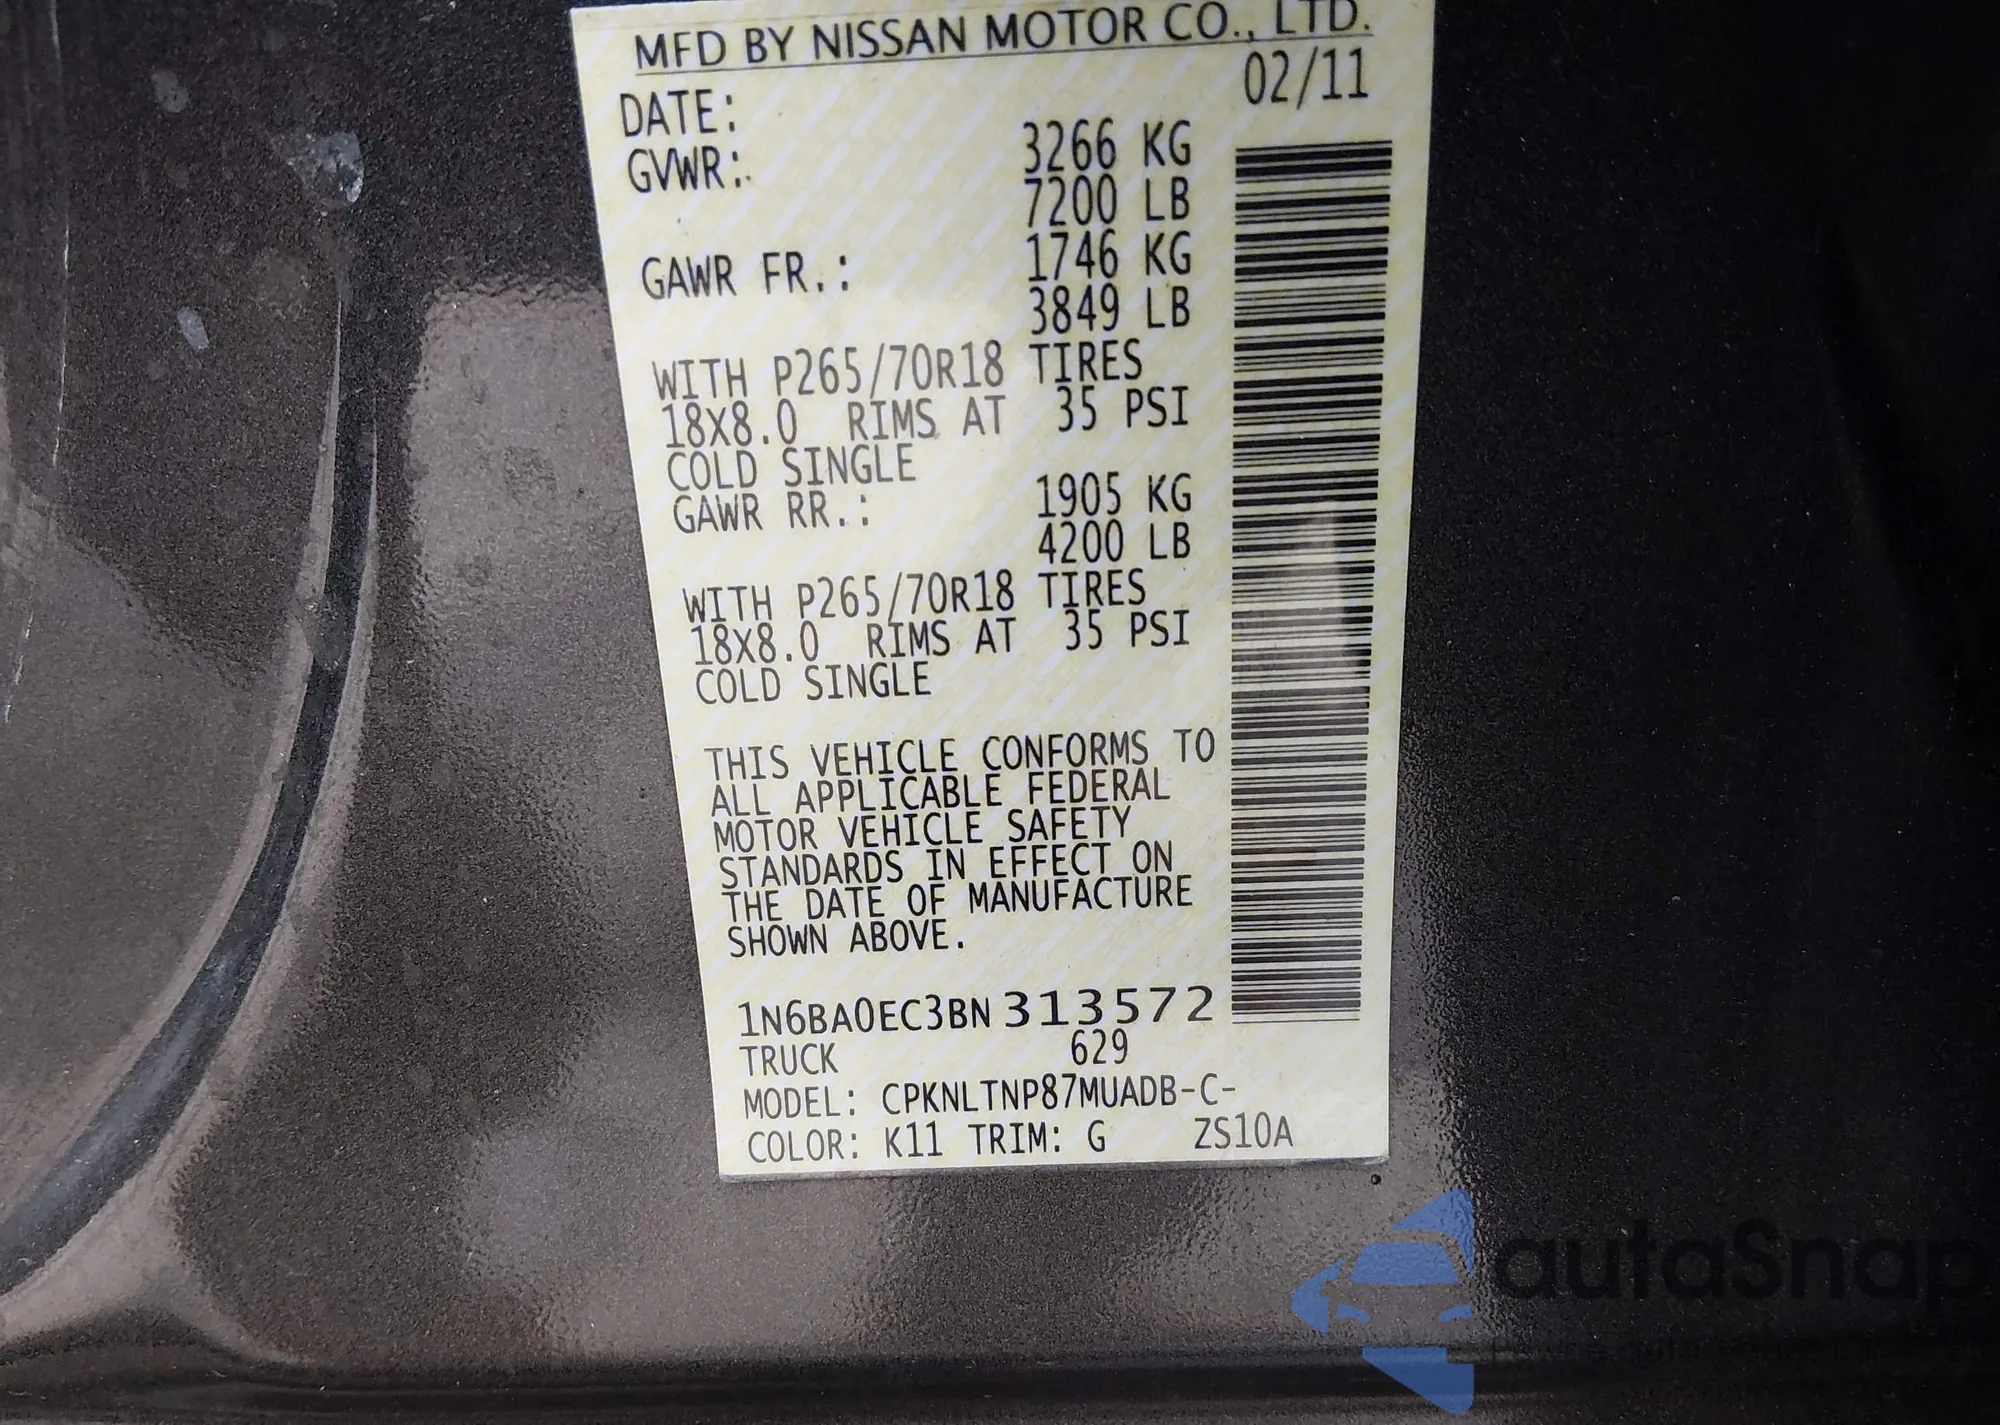 MFD BY NISSAN MOTOR CO., LTD.
DATE: 02/11
GVWR: 3266 KG
7200 LB
GAWR FR.: 1746 KG
3849 LB
WITH P265/70R18 TIRES
18X8.0 RIMS AT 35 PSI
COLD SINGLE
GAWR RR.: 1905 KG
4200 LB
WITH P265/70R18 TIRES
18X8.0 RIMS AT 35 PSI
COLD SINGLE
THIS VEHICLE CONFORMS TO
ALL APPLICABLE FEDERAL
MOTOR VEHICLE SAFETY
STANDARDS IN EFFECT ON
THE DATE OF MANUFACTURE
SHOWN ABOVE.
1N6BA0EC3BN313572
TRUCK 629
MODEL: CPKNLTNP87MUADB-C-
COLOR: K11 TRIM: G ZS10A
autaSnap